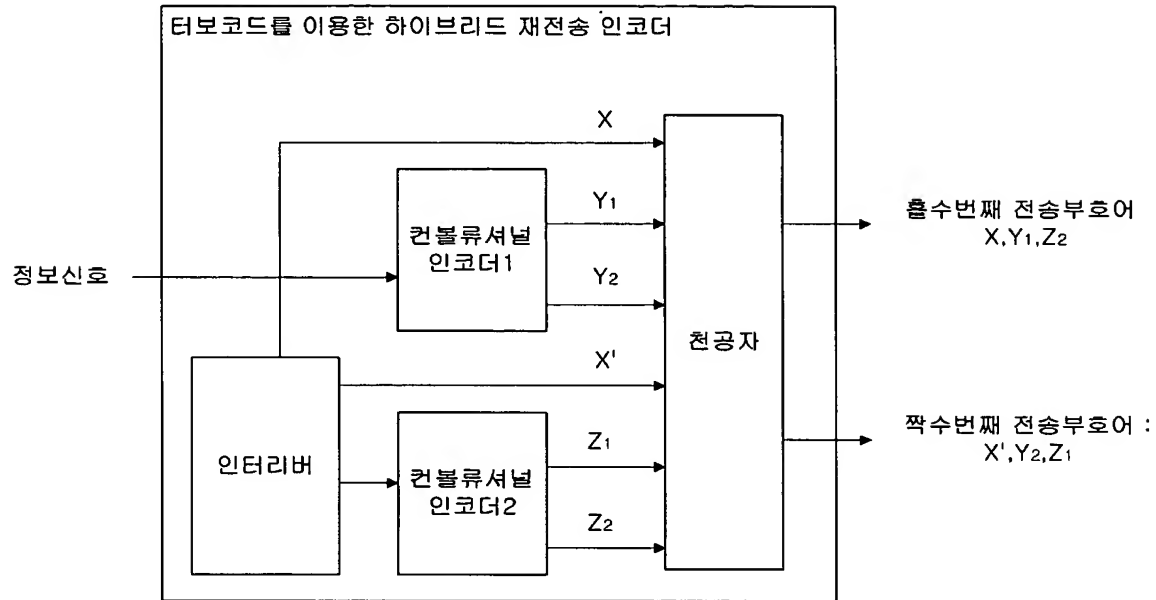 터보코드를 이용한 하이브리드 재전송 인코더
X
Y1
컨볼류셔널
인코더1
Y2
정보신호
천공자
홀수번째 전송부호어
X,Y1,Z2
X'
인터리버
Z1
컨볼류셔널
인코더2
Z2
짝수번째 전송부호어 :
X',Y2,Z1